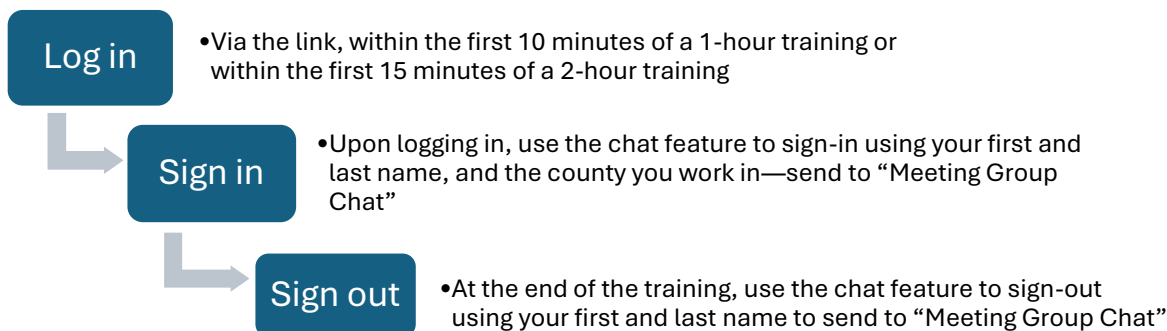 Log in
•Via the link, within the first 10 minutes of a 1-hour training or
within the first 15 minutes of a 2-hour training
Sign in
•Upon logging in, use the chat feature to sign-in using your first and
last name, and the county you work in—send to “Meeting Group
Chat”
Sign out
•At the end of the training, use the chat feature to sign-out
using your first and last name to send to “Meeting Group Chat”